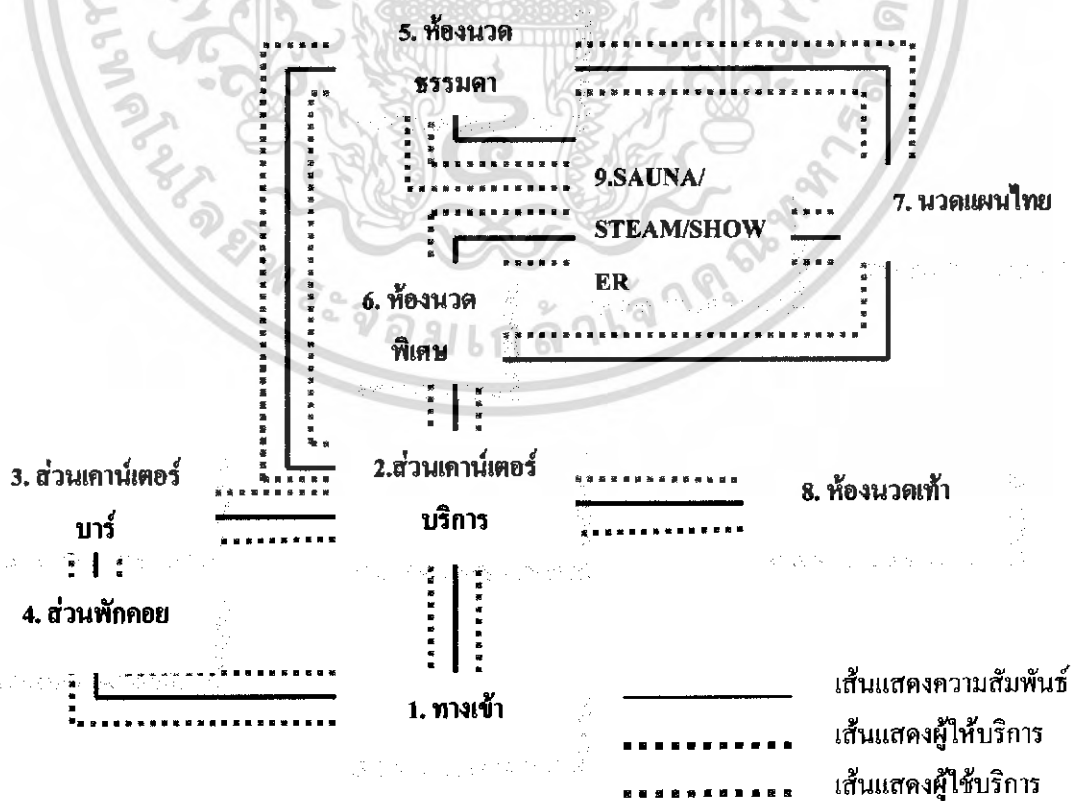 5. ห้องนวด
ธรรมดา
9.SAUNA/
STEAM/SHOW
ER
7. นวดแผนไทย
6. ห้องนวด
พิเศษ
3. ส่วนเคาน์เตอร์
บาร์
2.ส่วนเคาน์เตอร์
บริการ
8. ห้องนวดเท้า
4. ส่วนพักคอย
1. ทางเข้า
เส้นแสดงความสัมพันธ์
เส้นแสดงผู้ให้บริการ
เส้นแสดงผู้ใช้บริการ